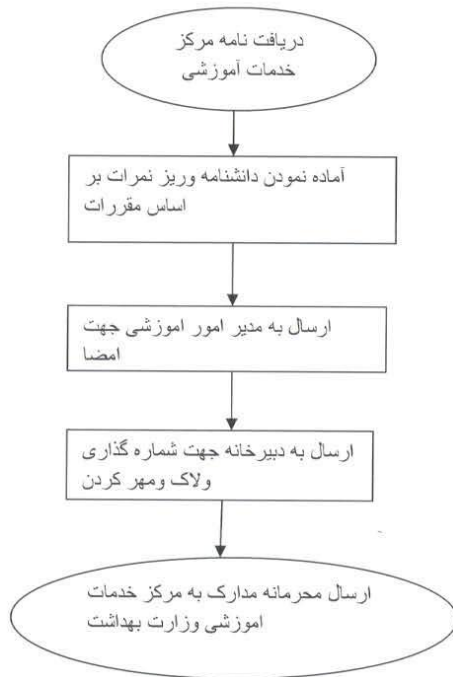 دریافت نامه مرکز
خدمات آموزشی
آماده نمودن دانشنامه وریز نمرات بر
اساس مقررات
ارسال به مدیر امور اموزشی جهت
امضا
ارسال به دبیرخانه جهت شماره گذاری
ولاک ومهر کردن
ارسال محرمانه مدارک به مرکز خدمات
اموزشی وزارت بهداشت